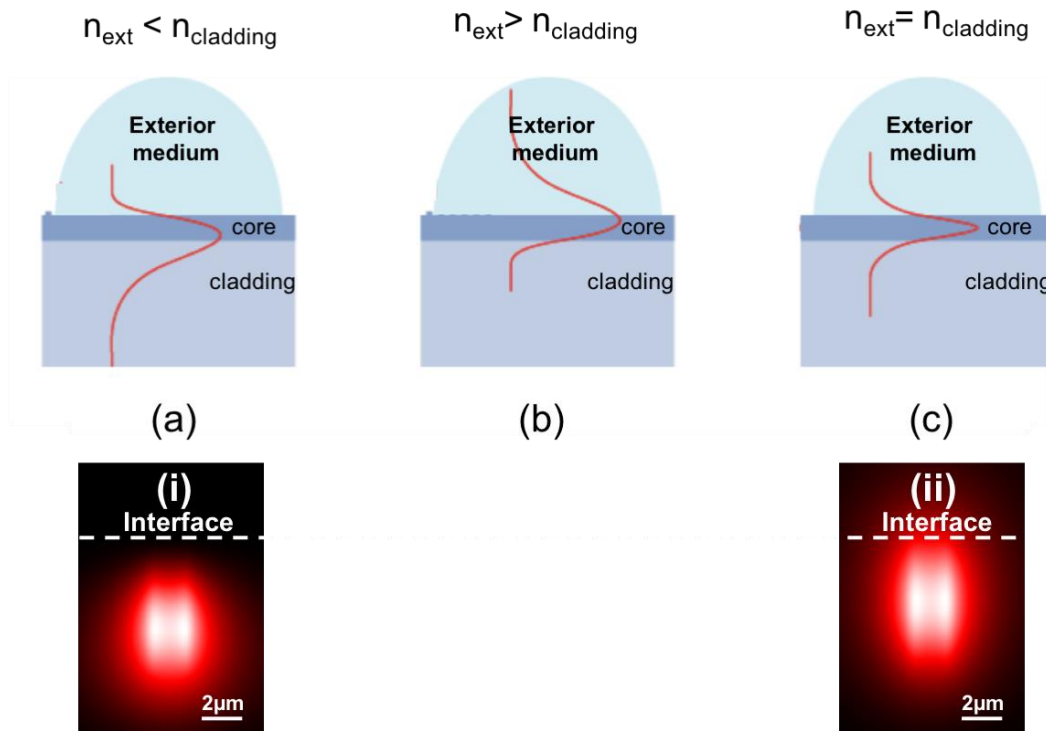 n_ext < n_cladding
n_ext > n_cladding
n_ext = n_cladding
Exterior
medium
core
cladding
Exterior
medium
core
cladding
Exterior
medium
core
cladding
(a)
(b)
(c)
(i)
Interface
2µm
(ii)
Interface
2µm